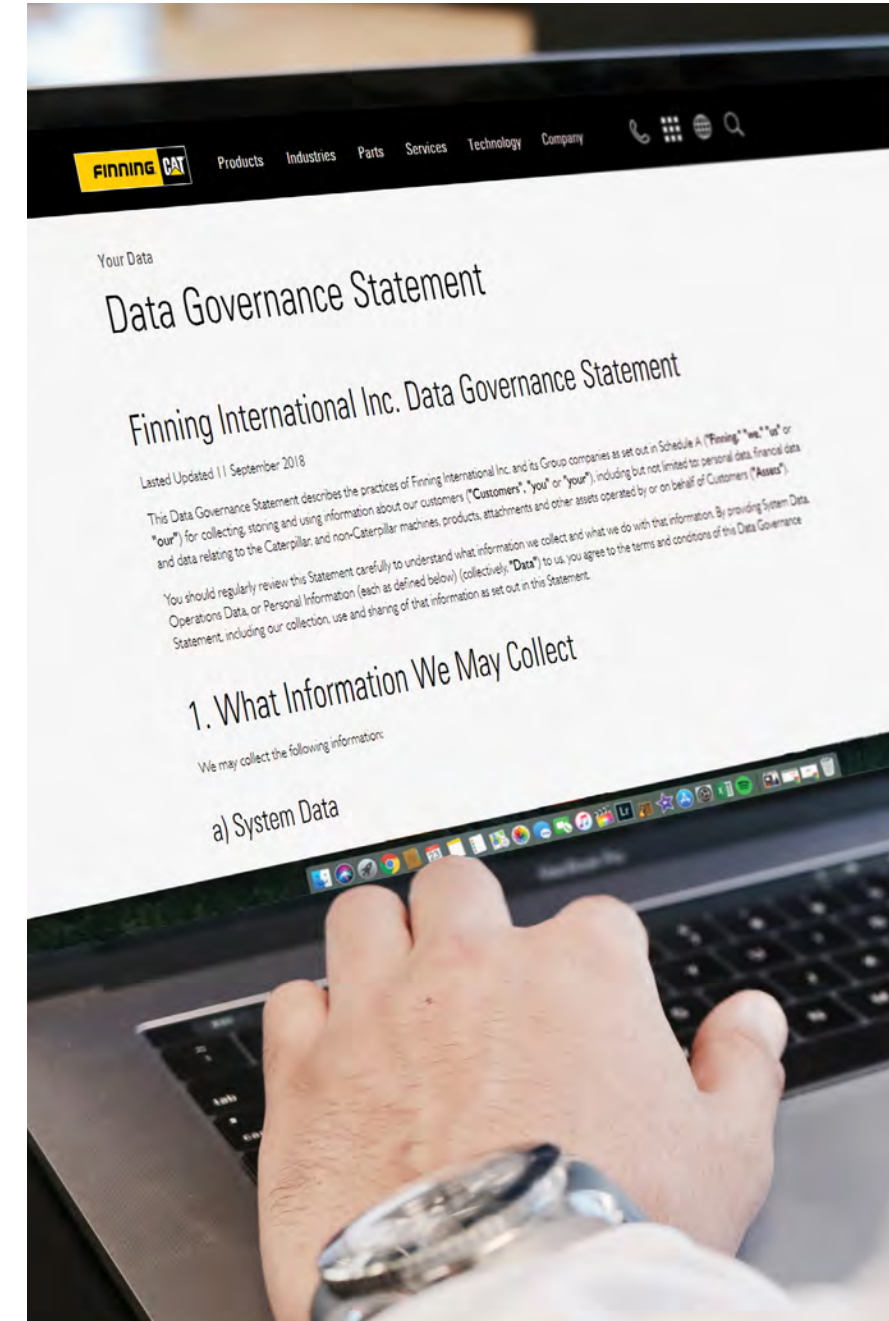 FINNING CAT Products Industries Parts Services Technology Company
Your Data
Data Governance Statement
Finning International Inc. Data Governance Statement
Lasted Updated 11 September 2018
This Data Governance Statement describes the practices of Finning International Inc. and its Group companies as set out in Schedule A ("Finning," "we," "us" or
"our") for collecting, storing and using information about our customers ("Customers", "you" or "your"), including but not limited to: personal data, financial data
and data relating to the Caterpillar, and non-Caterpillar machines, products, attachments and other assets operated by or on behalf of Customers ("Assets").
You should regularly review this Statement carefully to understand what information we collect and what we do with that information. By providing System Data,
Operations Data, or Personal Information (each as defined below) (collectively, "Data") to us, you agree to the terms and conditions of this Data Governance
Statement, including our collection, use and sharing of that information as set out in this Statement.
1. What Information We May Collect
We may collect the following information:
a) System Data
23
Lr
tab